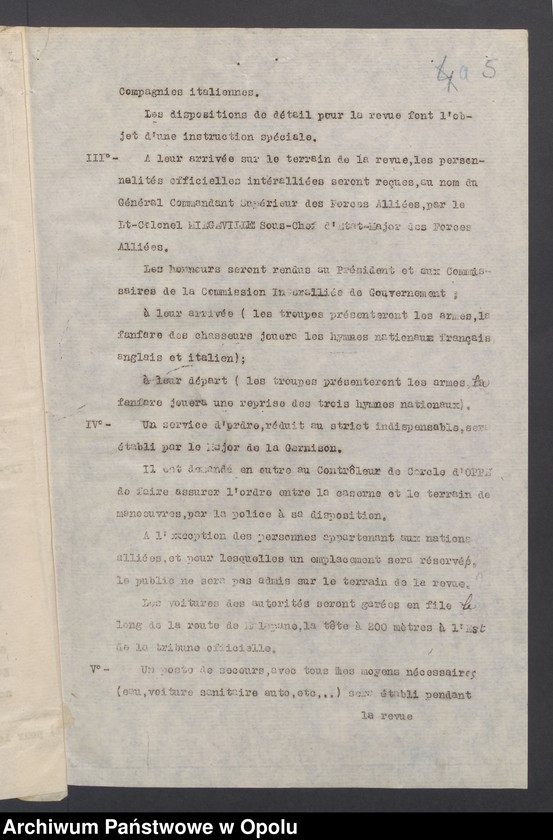 5
Compagnies italiennes.
Les dispositions de détail pour la revue font l'ob-
jet d'une instruction spéciale.
III°- A leur arrivée sur le terrain de la revue,les person-
nalités officielles intéralliées seront reçues,au nom du
Général Commandant Supérieur des Forces Alliées,par le
Lt-Colonel MIEGEVILLE Sous-Chef d'Etat-Major des Forces
Alliées.
Les honneurs seront rendus au Président et aux Commis-
saires de la Commission Interalliée de Gouvernement ;
à leur arrivée ( les troupes présenteront les armes,la
fanfare des chasseurs jouera les hymnes nationaux français
anglais et italien);
à leur départ ( les troupes présenteront les armes,la
fanfare jouera une reprise des trois hymnes nationaux).
IV°- Un service d'ordre,réduit au strict indispensable,sera
établi par le Major de la Garnison.
Il est demandé en outre au Contrôleur de Cercle d'OPPELN
de faire assurer l'ordre entre la caserne et le terrain de
manoeuvres,par la police à sa disposition.
A l'exception des personnes appartenant aux nations
alliées,et pour lesquelles un emplacement sera réservé,
le public ne sera pas admis sur le terrain de la revue.
Les voitures des autorités seront garées en file le
long de la route de ,la tête à 200 mètres à l'Est
de la tribune officielle.
V°- Un poste de secours,avec tous les moyens nécessaires
(eau,voiture sanitaire auto,etc...) sera établi pendant
la revue
Archiwum Państwowe w Opolu